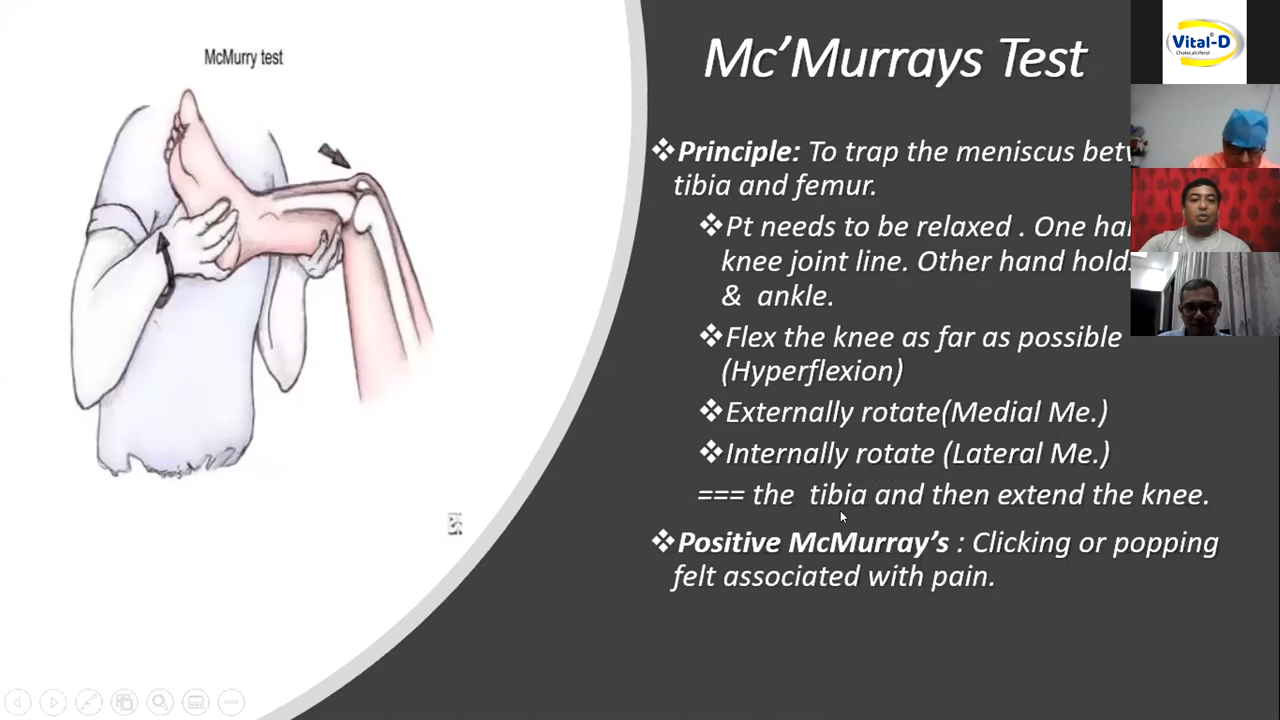 McMurry test
Mc’Murrays Test
❖Principle: To trap the meniscus
tibia and femur.
❖Pt needs to be relaxed . One
knee joint line. Other hand
& ankle.
❖Flex the knee as far as possible
(Hyperflexion)
❖Externally rotate(Medial Me.)
❖Internally rotate (Lateral Me.)
=== the tibia and then extend the knee.
❖Positive McMurray’s : Clicking or popping
felt associated with pain.
Vital-D
Cholecalciferol